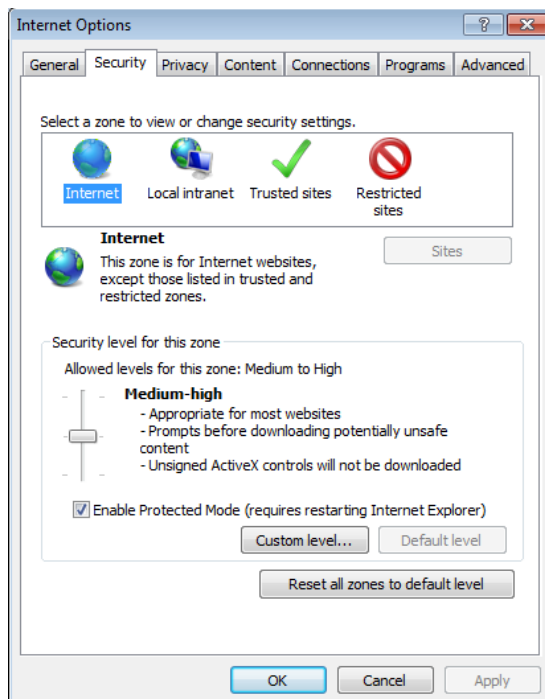 Internet Options
General Security Privacy Content Connections Programs Advanced
Select a zone to view or change security settings.
Internet Local intranet Trusted sites Restricted
sites
Internet
Sites
This zone is for Internet websites,
except those listed in trusted and
restricted zones.
Security level for this zone
Allowed levels for this zone: Medium to High
Medium-high
- Appropriate for most websites
- Prompts before downloading potentially unsafe
content
- Unsigned ActiveX controls will not be downloaded
Enable Protected Mode (requires restarting Internet Explorer)
Custom level... Default level
Reset all zones to default level
OK Cancel Apply